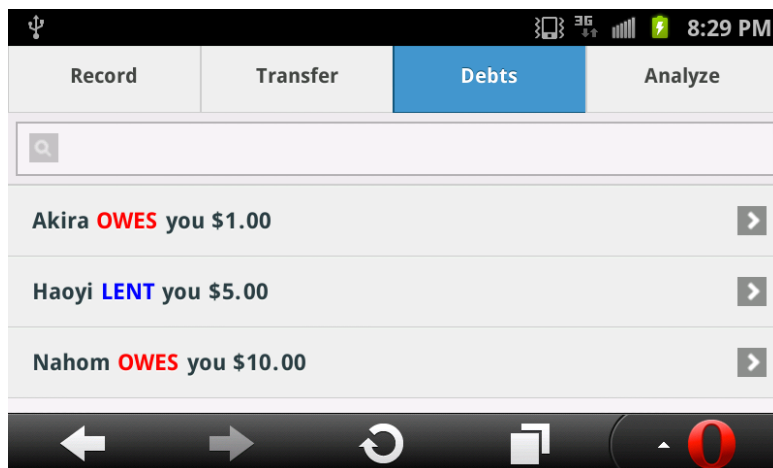 3G 8:29 PM
Record Transfer Debts Analyze
Akira OWES you $1.00
Haoyi LENT you $5.00
Nahom OWES you $10.00